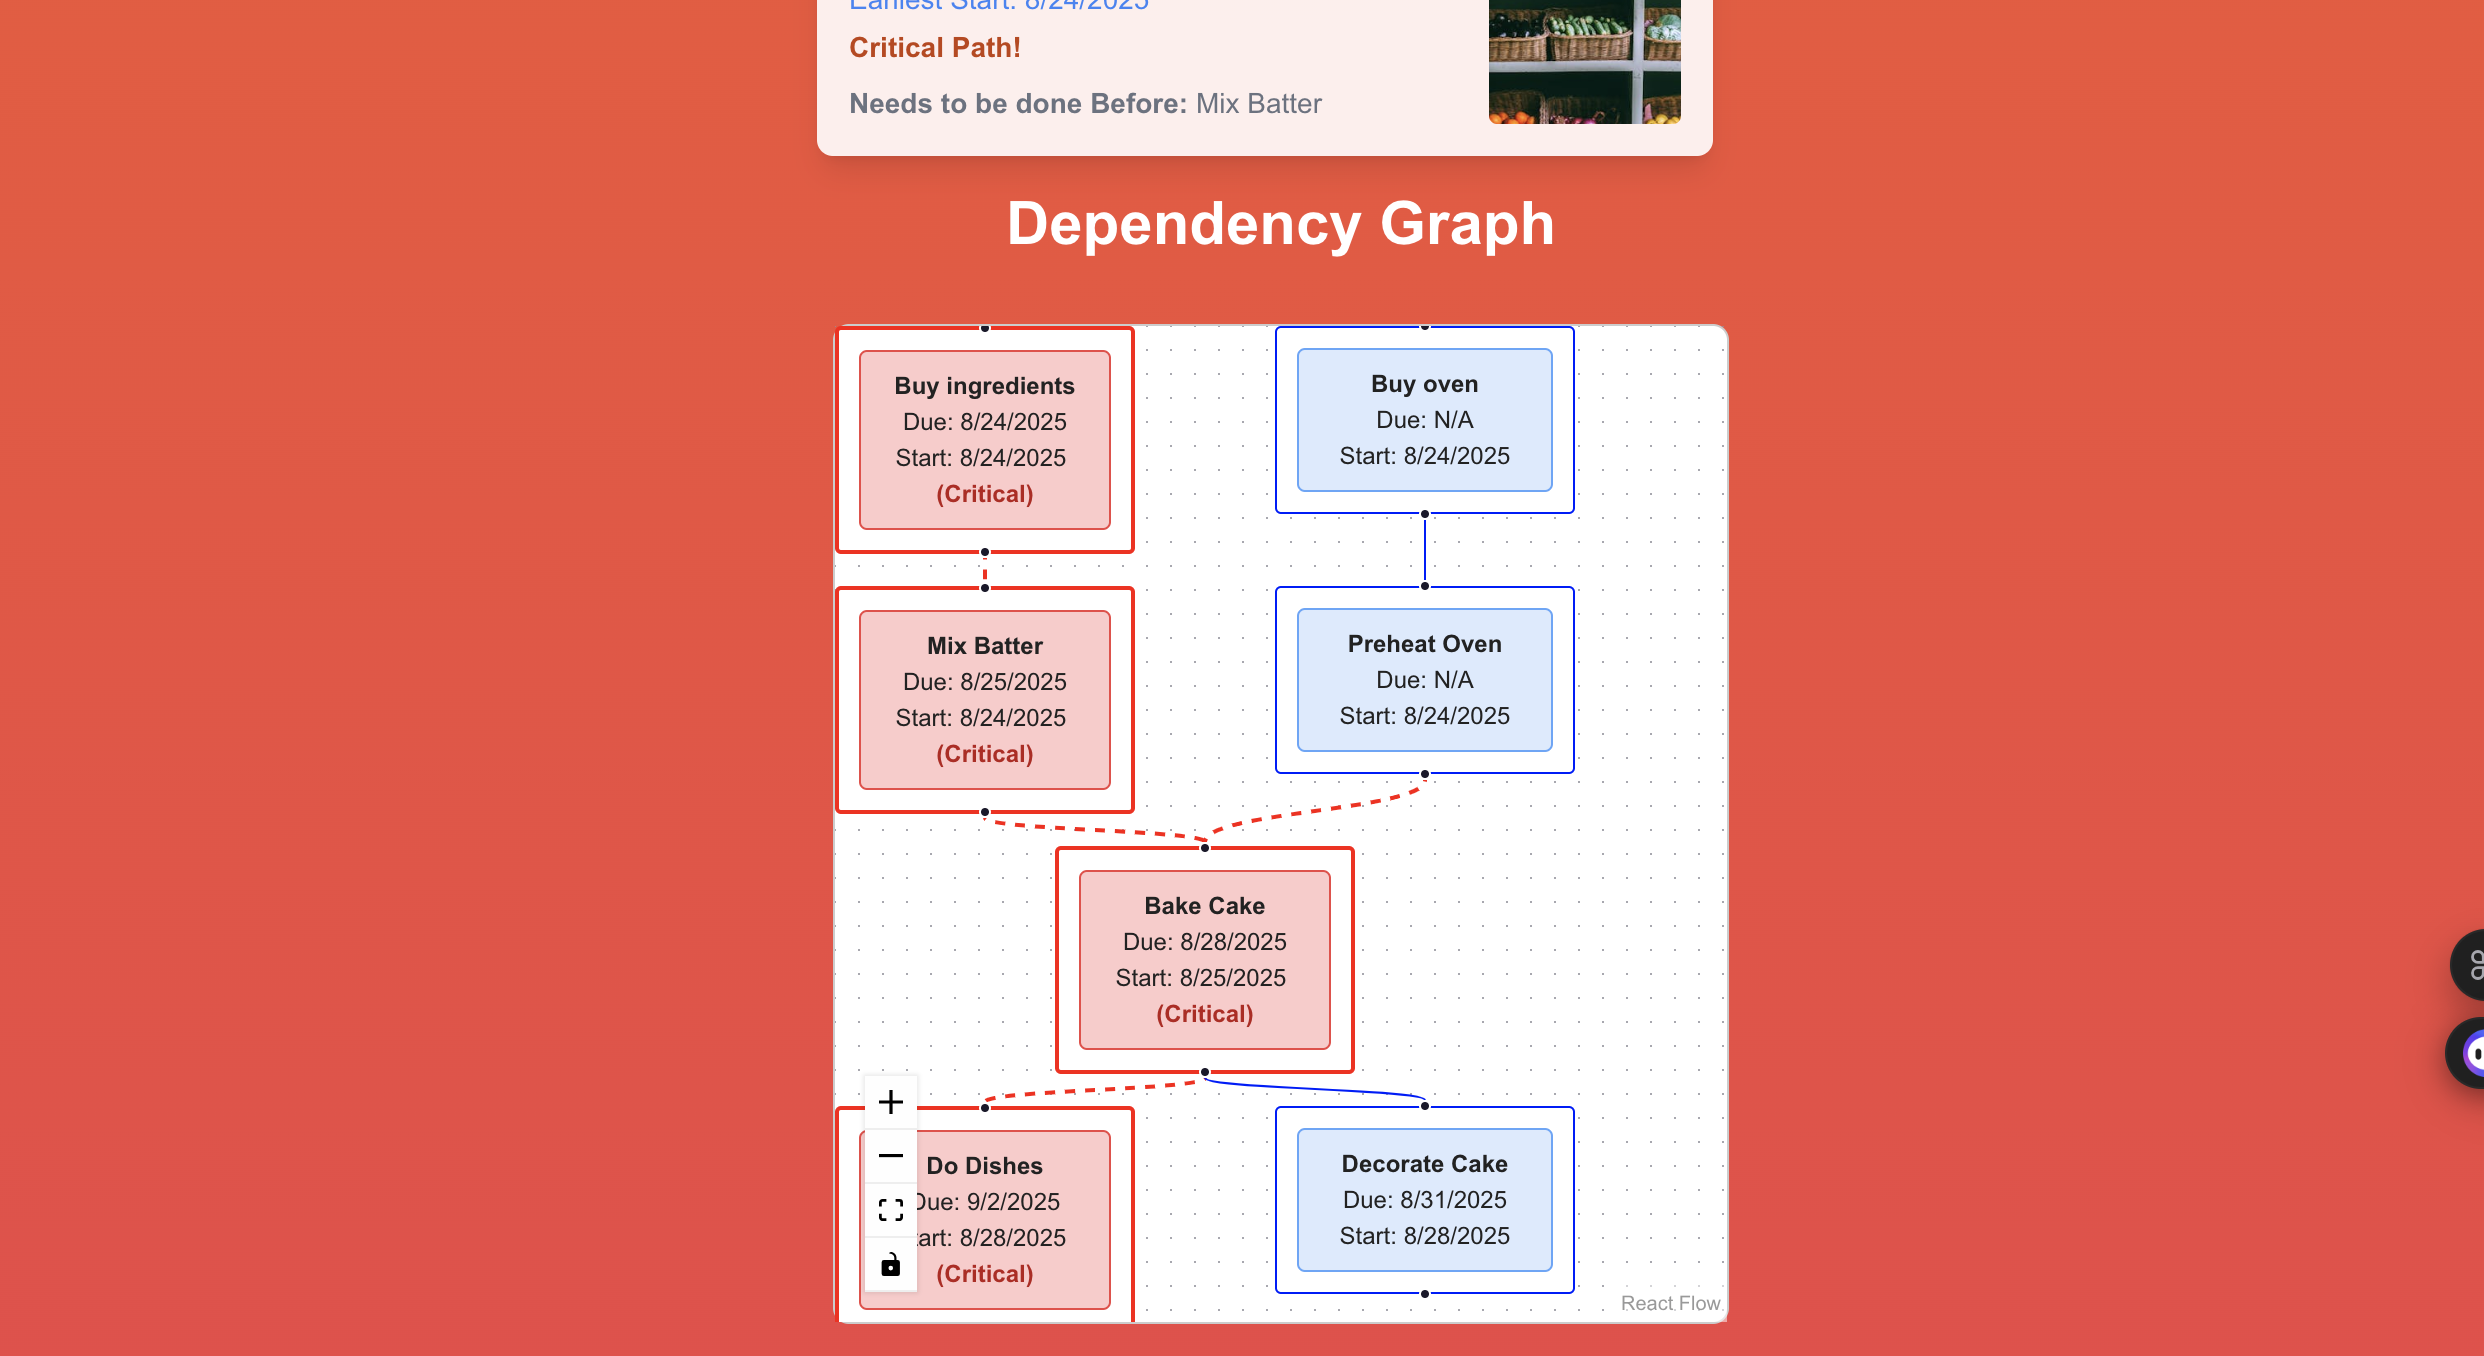 Earliest Start: 8/24/2025
Critical Path!
Needs to be done Before: Mix Batter
Dependency Graph
Buy ingredients
Due: 8/24/2025
Start: 8/24/2025
(Critical)
Buy oven
Due: N/A
Start: 8/24/2025
Mix Batter
Due: 8/25/2025
Start: 8/24/2025
(Critical)
Preheat Oven
Due: N/A
Start: 8/24/2025
Bake Cake
Due: 8/28/2025
Start: 8/25/2025
(Critical)
Do Dishes
Due: 9/2/2025
art: 8/28/2025
(Critical)
Decorate Cake
Due: 8/31/2025
Start: 8/28/2025
React Flow